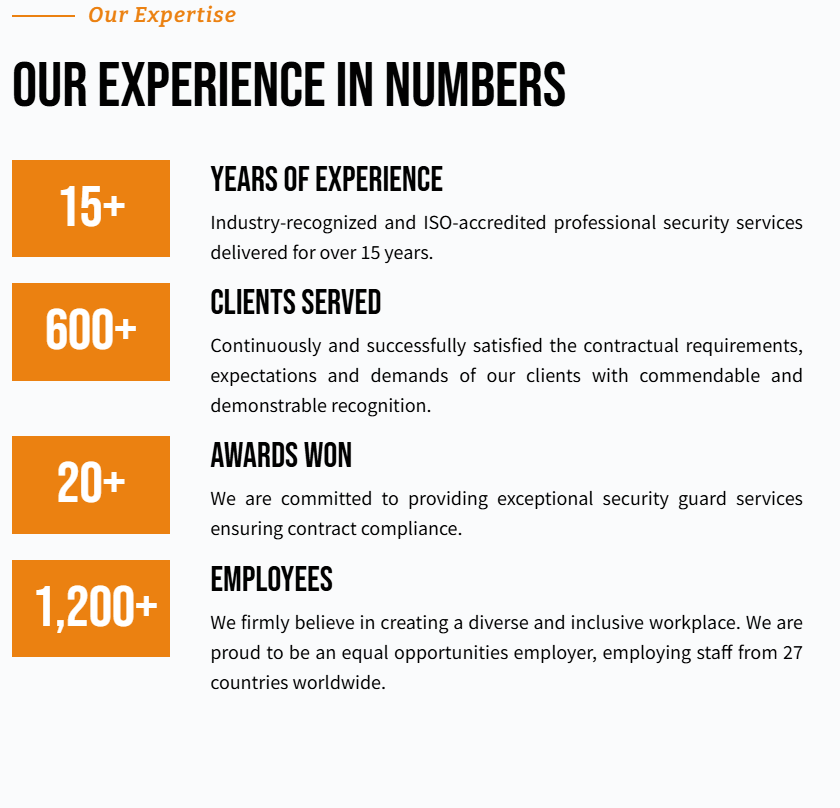 Our Expertise
OUR EXPERIENCE IN NUMBERS
15+
YEARS OF EXPERIENCE
Industry-recognized and ISO-accredited professional security services
delivered for over 15 years.
600+
CLIENTS SERVED
Continuously and successfully satisfied the contractual requirements,
expectations and demands of our clients with commendable and
demonstrable recognition.
20+
AWARDS WON
We are committed to providing exceptional security guard services
ensuring contract compliance.
1,200+
EMPLOYEES
We firmly believe in creating a diverse and inclusive workplace. We are
proud to be an equal opportunities employer, employing staff from 27
countries worldwide.